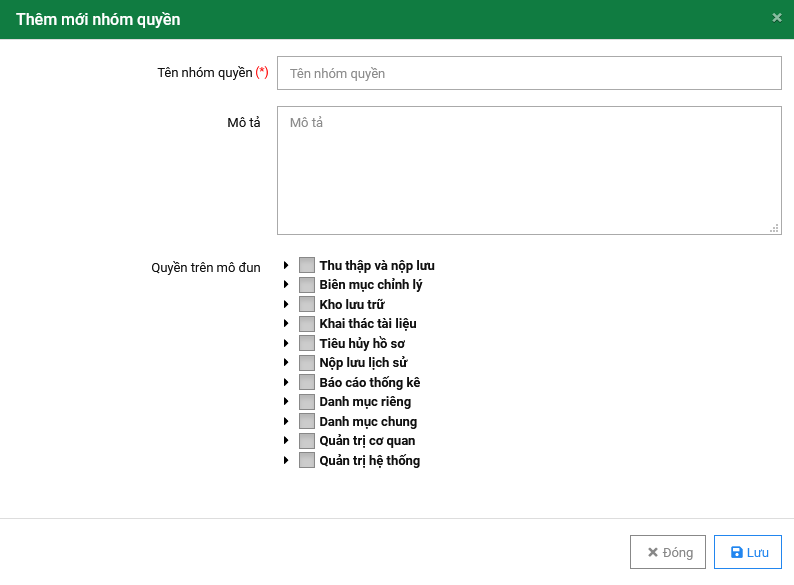 Thêm mới nhóm quyền
Tên nhóm quyền (*)
Tên nhóm quyền
Mô tả
Mô tả
Quyền trên mô đun
Thu thập và nộp lưu
Biên mục chỉnh lý
Kho lưu trữ
Khai thác tài liệu
Tiêu hủy hồ sơ
Nộp lưu lịch sử
Báo cáo thống kê
Danh mục riêng
Danh mục chung
Quản trị cơ quan
Quản trị hệ thống
Đóng
Lưu